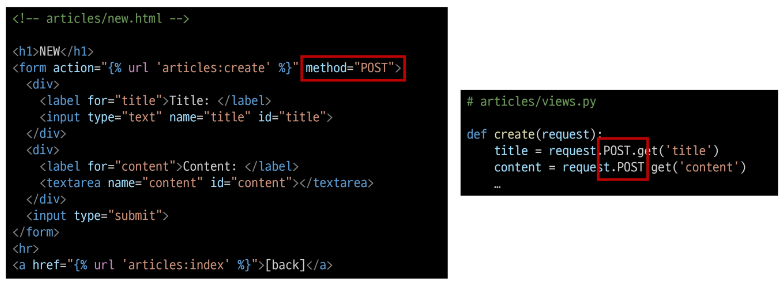 <!-- articles/new.html -->
<h1>NEW</h1>
<form action="{% url 'articles:create' %}" method="POST">
<div>
<label for="title">Title: </label>
<input type="text" name="title" id="title">
</div>
<div>
<label for="content">Content: </label>
<textarea name="content" id="content"></textarea>
</div>
<input type="submit">
</form>
<hr>
<a href="{% url 'articles:index' %}">[back]</a>
# articles/views.py
def create(request):
title = request.POST.get('title')
content = request.POST.get('content')
…